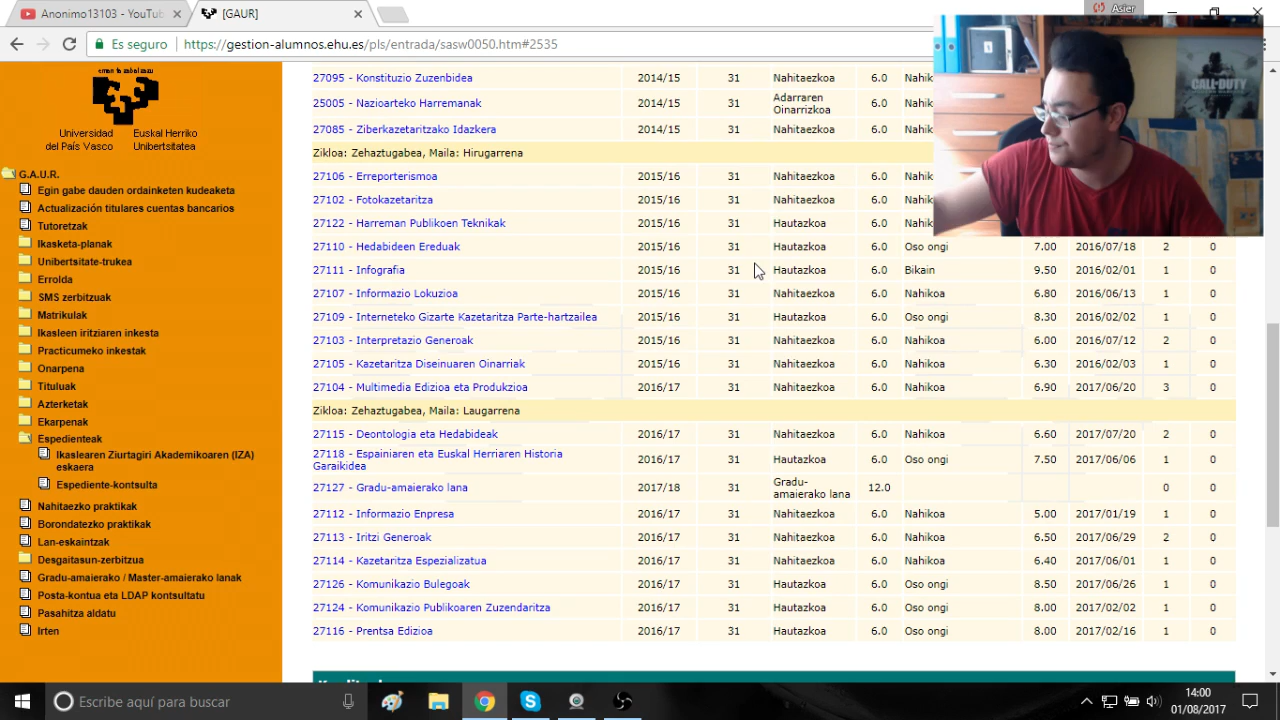 Anonimo13103 - YouTub
[GAUR]
Asier
Es seguro
https://gestion-alumnos.ehu.es/pls/entrada/sasw0050.htm#2535
CALL OF DUTY
eman ta zabal zazu
Universidad del País Vasco
Euskal Herriko Unibertsitatea
G.A.U.R.
Egin gabe dauden ordainketen kudeaketa
Actualización titulares cuentas bancarios
Tutoretzak
Ikasketa-planak
Unibertsitate-trukea
Errolda
SMS zerbitzuak
Matrikulak
Ikasleen iritziaren inkesta
Practicumeko inkestak
Onarpena
Tituluak
Azterketak
Ekarpenak
Espedienteak
Ikaslearen Ziurtagiri Akademikoaren (IZA)
eskaera
Espediente-kontsulta
Nahitaezko praktikak
Borondatezko praktikak
Lan-eskaintzak
Desgaitasun-zerbitzua
Gradu-amaierako / Master-amaierako lanak
Posta-kontua eta LDAP kontsultatu
Pasahitza aldatu
Irten
27095 - Konstituzio Zuzenbidea 2014/15 31 Nahitaezkoa 6.0 Nahik
25005 - Nazioarteko Harremanak 2014/15 31 Adarraren Oinarrizkoa 6.0 Nahik
27085 - Ziberkazetaritzako Idazkera 2014/15 31 Nahitaezkoa 6.0 Nahik
Zikloa: Zehaztugabea, Maila: Hirugarrena
27106 - Erreporterismoa 2015/16 31 Nahitaezkoa 6.0 Nahik
27102 - Fotokazetaritza 2015/16 31 Nahitaezkoa 6.0 Nahik
27122 - Harreman Publikoen Teknikak 2015/16 31 Hautazkoa 6.0 Nahik
27110 - Hedabideen Ereduak 2015/16 31 Hautazkoa 6.0 Oso ongi 7.00 2016/07/18 2 0
27111 - Infografia 2015/16 31 Hautazkoa 6.0 Bikain 9.50 2016/02/01 1 0
27107 - Informazio Lokuzioa 2015/16 31 Nahitaezkoa 6.0 Nahikoa 6.80 2016/06/13 1 0
27109 - Interneteko Gizarte Kazetaritza Parte-hartzailea 2015/16 31 Hautazkoa 6.0 Oso ongi 8.30 2016/02/02 1 0
27103 - Interpretazio Generoak 2015/16 31 Nahitaezkoa 6.0 Nahikoa 6.00 2016/07/12 2 0
27105 - Kazetaritza Diseinuaren Oinarriak 2015/16 31 Nahitaezkoa 6.0 Nahikoa 6.30 2016/02/03 1 0
27104 - Multimedia Edizioa eta Produkzioa 2016/17 31 Nahitaezkoa 6.0 Nahikoa 6.90 2017/06/20 3 0
Zikloa: Zehaztugabea, Maila: Laugarrena
27115 - Deontologia eta Hedabideak 2016/17 31 Nahitaezkoa 6.0 Nahikoa 6.60 2017/07/20 2 0
27118 - Espainiaren eta Euskal Herriaren Historia Garaikidea 2016/17 31 Hautazkoa 6.0 Oso ongi 7.50 2017/06/06 1 0
27127 - Gradu-amaierako lana 2017/18 31 Gradu-amaierako lana 12.0 0 0
27112 - Informazio Enpresa 2016/17 31 Nahitaezkoa 6.0 Nahikoa 5.00 2017/01/19 1 0
27113 - Iritzi Generoak 2016/17 31 Nahitaezkoa 6.0 Nahikoa 6.50 2017/06/29 2 0
27114 - Kazetaritza Espezializatua 2016/17 31 Nahitaezkoa 6.0 Nahikoa 6.40 2017/06/01 1 0
27126 - Komunikazio Bulegoak 2016/17 31 Hautazkoa 6.0 Oso ongi 8.50 2017/06/26 1 0
27124 - Komunikazio Publikoaren Zuzendaritza 2016/17 31 Hautazkoa 6.0 Oso ongi 8.00 2017/02/02 1 0
27116 - Prentsa Edizioa 2016/17 31 Hautazkoa 6.0 Oso ongi 8.00 2017/02/16 1 0
Escribe aquí para buscar
14:00
01/08/2017